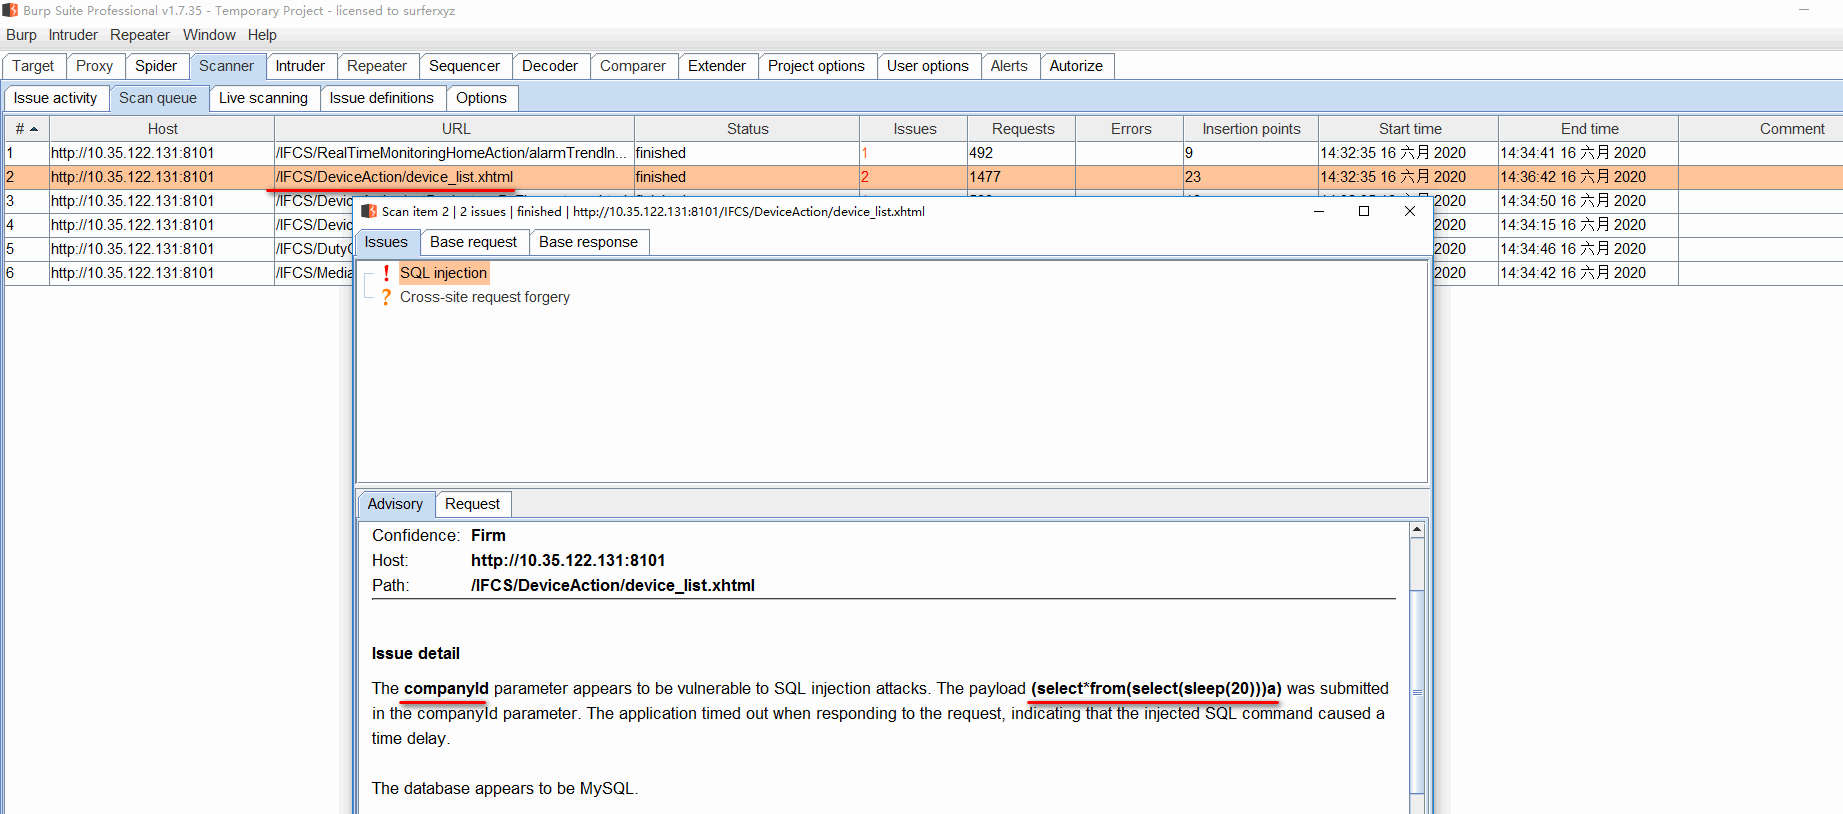 Burp Suite Professional v1.7.35 - Temporary Project - licensed to surferxyz
Burp Intruder Repeater Window Help
Target Proxy Spider Scanner Intruder Repeater Sequencer Decoder Comparer Extender Project options User options Alerts Autorize
Issue activity Scan queue Live scanning Issue definitions Options
# Host URL Status Issues Requests Errors Insertion points Start time End time Comment
1 http://10.35.122.131:8101 /IFCS/RealTimeMonitoringHomeAction/alarmTrendIn... finished 1 492 9 14:32:35 16 六月 2020 14:34:41 16 六月 2020
2 http://10.35.122.131:8101 /IFCS/DeviceAction/device_list.xhtml finished 2 1477 23 14:32:35 16 六月 2020 14:36:42 16 六月 2020
3 http://10.35.122.131:8101 /IFCS/Devic 2020 14:34:50 16 六月 2020
4 http://10.35.122.131:8101 /IFCS/Devic 2020 14:34:15 16 六月 2020
5 http://10.35.122.131:8101 /IFCS/DutyC 2020 14:34:46 16 六月 2020
6 http://10.35.122.131:8101 /IFCS/Media 2020 14:34:42 16 六月 2020
Scan item 2 | 2 issues | finished | http://10.35.122.131:8101/IFCS/DeviceAction/device_list.xhtml
Issues Base request Base response
SQL injection
Cross-site request forgery
Advisory Request
Confidence: Firm
Host: http://10.35.122.131:8101
Path: /IFCS/DeviceAction/device_list.xhtml
Issue detail
The companyId parameter appears to be vulnerable to SQL injection attacks. The payload (select*from(select(sleep(20)))a) was submitted
in the companyId parameter. The application timed out when responding to the request, indicating that the injected SQL command caused a
time delay.
The database appears to be MySQL.